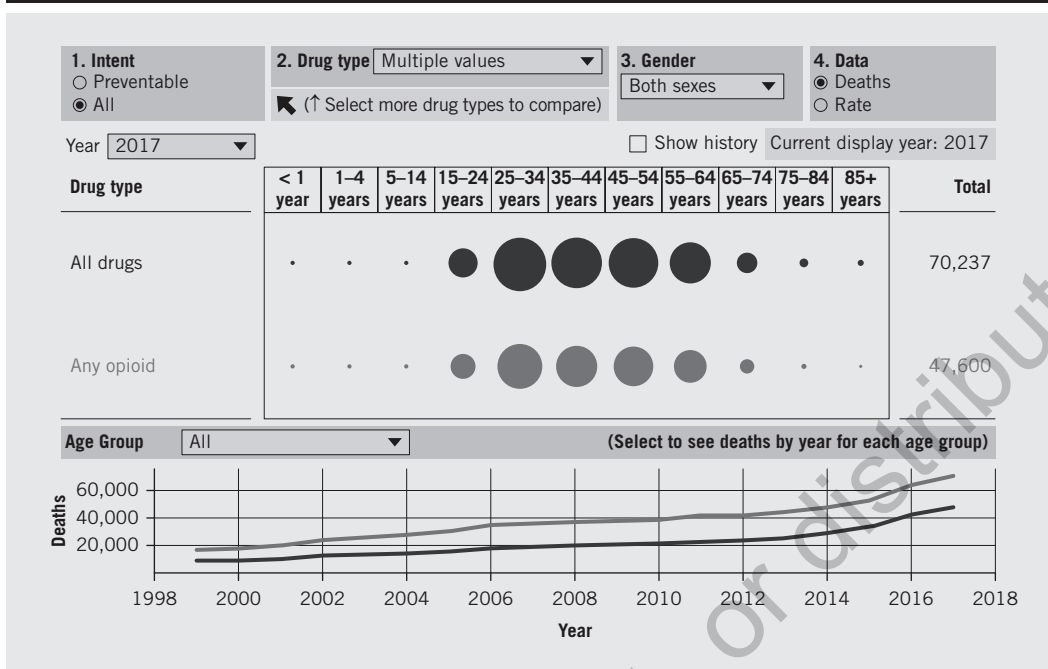 1. Intent
Preventable
All
2. Drug type Multiple values
(↑ Select more drug types to compare)
3. Gender
Both sexes
4. Data
Deaths
Rate
Year 2017
Show history Current display year: 2017
Drug type < 1 year 1–4 years 5–14 years 15–24 years 25–34 years 35–44 years 45–54 years 55–64 years 65–74 years 75–84 years 85+ years Total
All drugs 70,237
Any opioid 47,600
Age Group All (Select to see deaths by year for each age group)
Deaths
60,000
40,000
20,000
1998 2000 2002 2004 2006 2008 2010 2012 2014 2016 2018
Year
or distribut